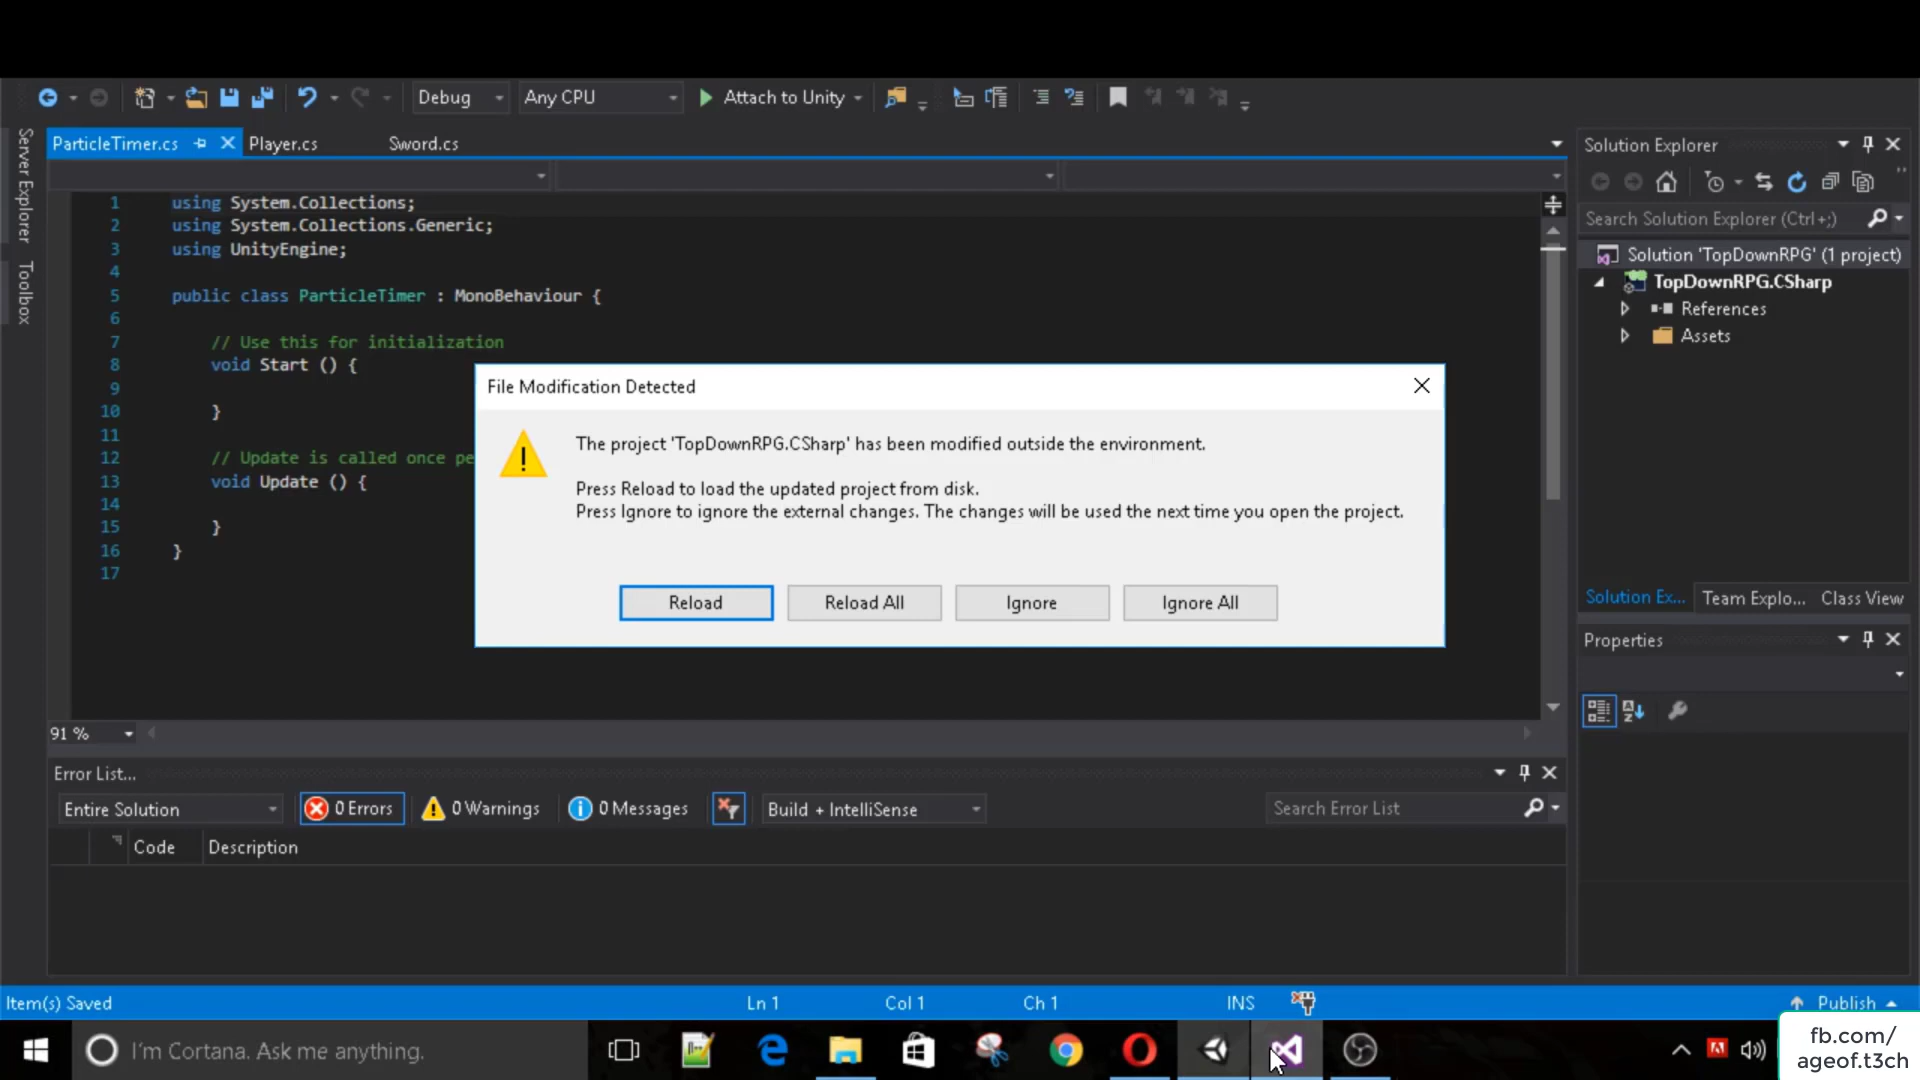 Debug
Any CPU
Attach to Unity
Server Explorer
Toolbox
ParticleTimer.cs
Player.cs
Sword.cs
1 using System.Collections;
2 using System.Collections.Generic;
3 using UnityEngine;
4
5 public class ParticleTimer : MonoBehaviour {
6
7 // Use this for initialization
8 void Start () {
9
10 }
11
12 // Update is called once pe
13 void Update () {
14
15 }
16 }
17
File Modification Detected
The project 'TopDownRPG.CSharp' has been modified outside the environment.
Press Reload to load the updated project from disk.
Press Ignore to ignore the external changes. The changes will be used the next time you open the project.
Reload
Reload All
Ignore
Ignore All
Solution Explorer
Search Solution Explorer (Ctrl+;)
Solution 'TopDownRPG' (1 project)
TopDownRPG.CSharp
References
Assets
Solution Ex...
Team Explo...
Class View
Properties
91 %
Error List...
Entire Solution
0 Errors
0 Warnings
0 Messages
Build + IntelliSense
Search Error List
Code
Description
Item(s) Saved
Ln 1
Col 1
Ch 1
INS
Publish
I'm Cortana. Ask me anything.
fb.com/
ageof.t3ch